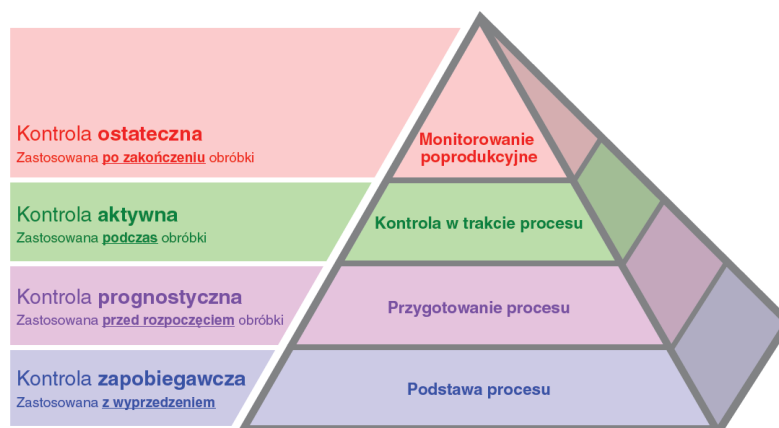 Kontrola ostateczna
Zastosowana po zakończeniu obróbki
Monitorowanie
poprodukcyjne
Kontrola aktywna
Zastosowana podczas obróbki
Kontrola w trakcie procesu
Kontrola prognostyczna
Zastosowana przed rozpoczęciem obróbki
Przygotowanie procesu
Kontrola zapobiegawcza
Zastosowana z wyprzedzeniem
Podstawa procesu